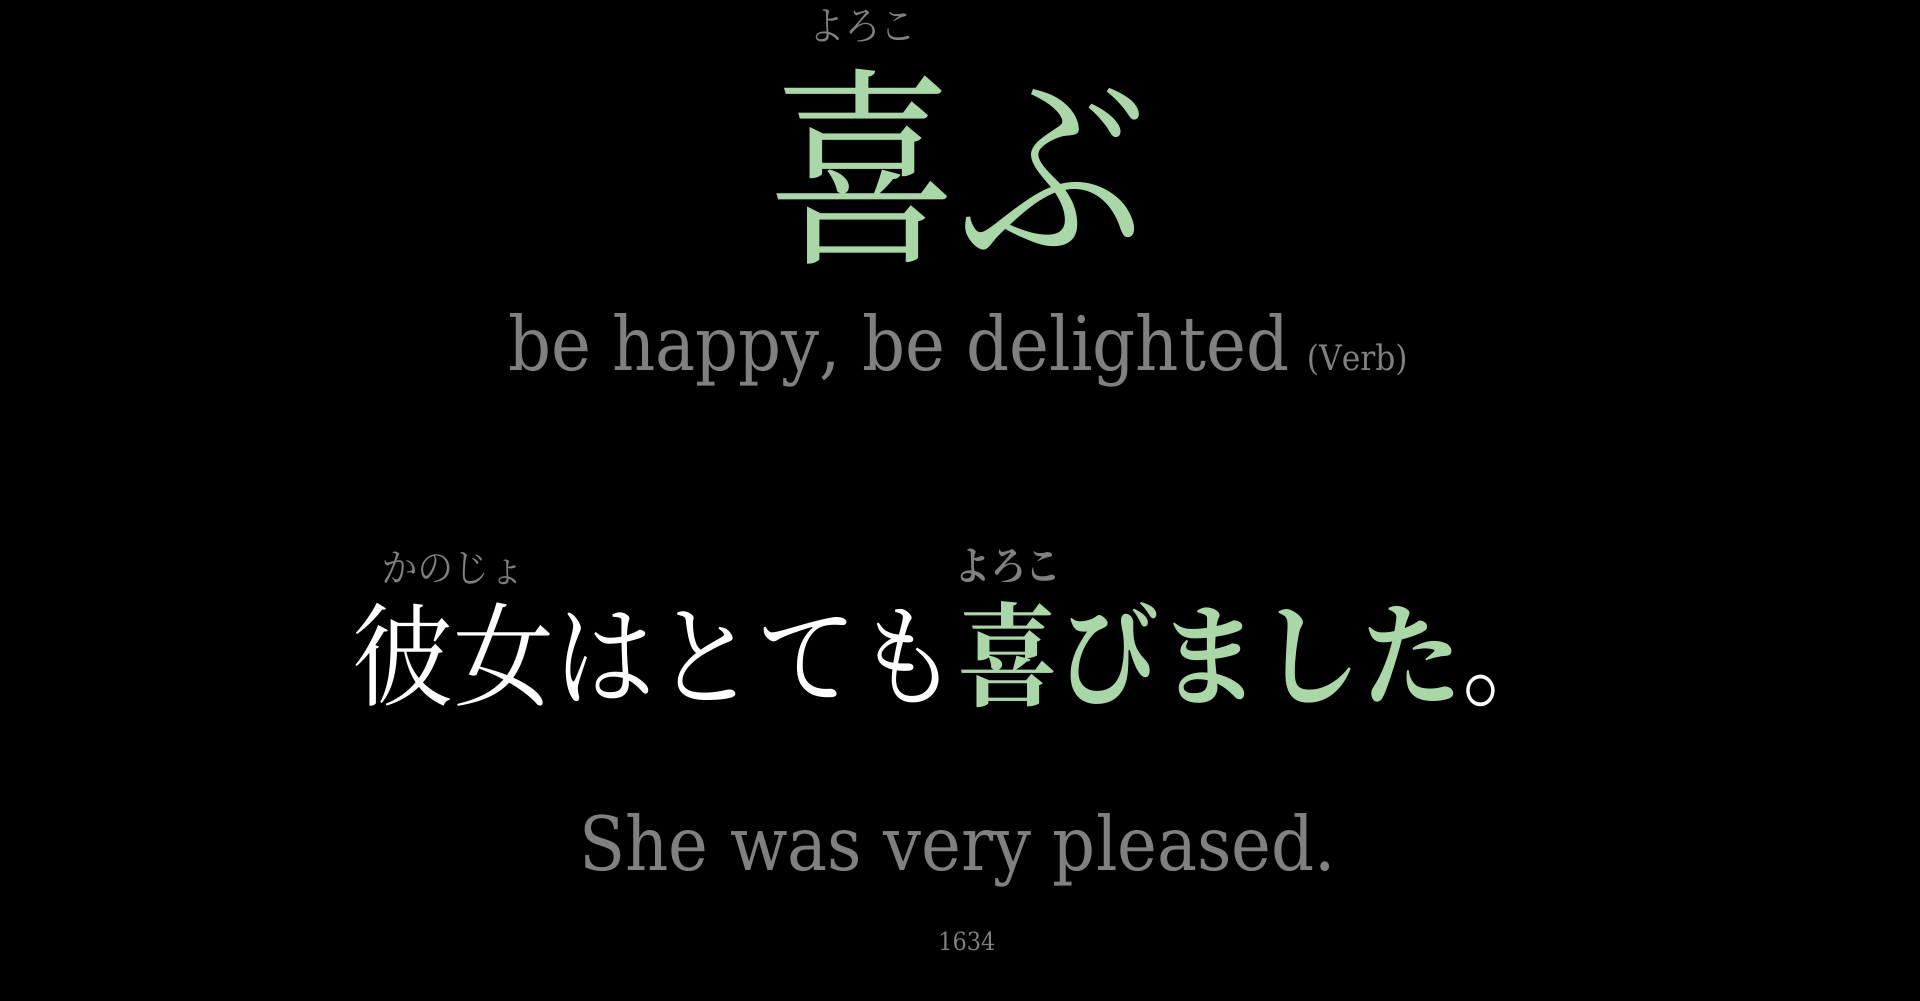 よろこ
喜ぶ
be happy, be delighted (Verb)
かのじょ よろこ
彼女はとても喜びました。
She was very pleased.
1634